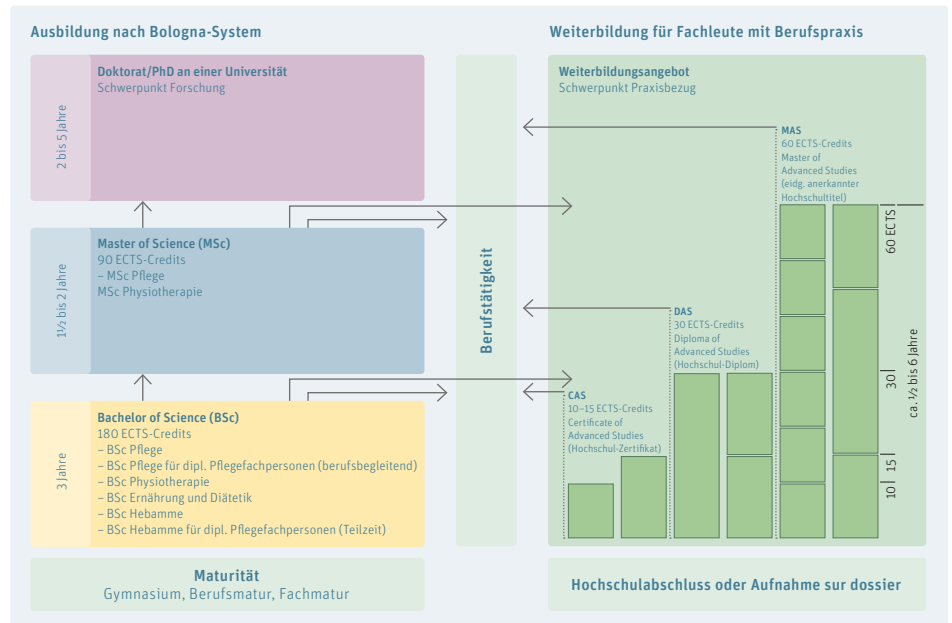 Ausbildung nach Bologna-System
Weiterbildung für Fachleute mit Berufspraxis
2 bis 5 Jahre
Doktorat/PhD an einer Universität
Schwerpunkt Forschung
1½ bis 2 Jahre
Master of Science (MSc)
90 ECTS-Credits
– MSc Pflege
MSc Physiotherapie
3 Jahre
Bachelor of Science (BSc)
180 ECTS-Credits
– BSc Pflege
– BSc Pflege für dipl. Pflegefachpersonen (berufsbegleitend)
– BSc Physiotherapie
– BSc Ernährung und Diätetik
– BSc Hebamme
– BSc Hebamme für dipl. Pflegefachpersonen (Teilzeit)
Maturität
Gymnasium, Berufsmatur, Fachmatur
Berufstätigkeit
Weiterbildungsangebot
Schwerpunkt Praxisbezug
MAS
60 ECTS-Credits
Master of
Advanced Studies
(eidg. anerkannter
Hochschultitel)
DAS
30 ECTS-Credits
Diploma of
Advanced Studies
(Hochschul-Diplom)
CAS
10–15 ECTS-Credits
Certificate of
Advanced Studies
(Hochschul-Zertifikat)
60 ECTS
30
15
10
ca. ½ bis 6 Jahre
Hochschulabschluss oder Aufnahme sur dossier